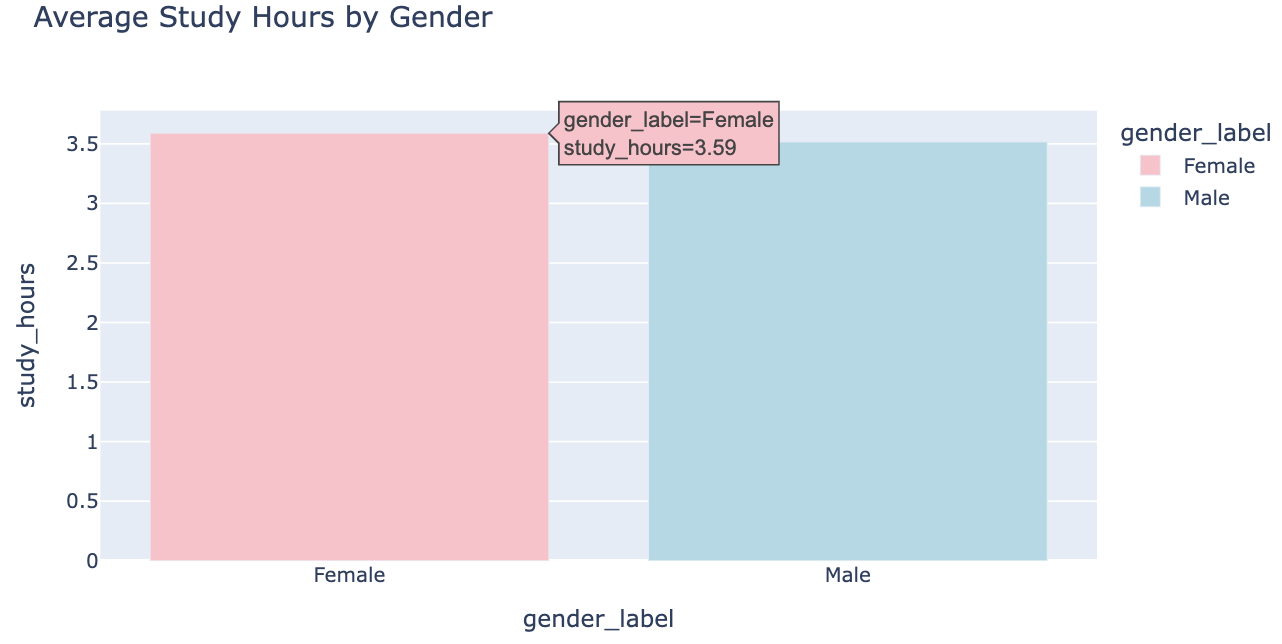 Average Study Hours by Gender
gender_label=Female
study_hours=3.59
gender_label
Female
Male
study_hours
3.5
3
2.5
2
1.5
1
0.5
0
Female
Male
gender_label